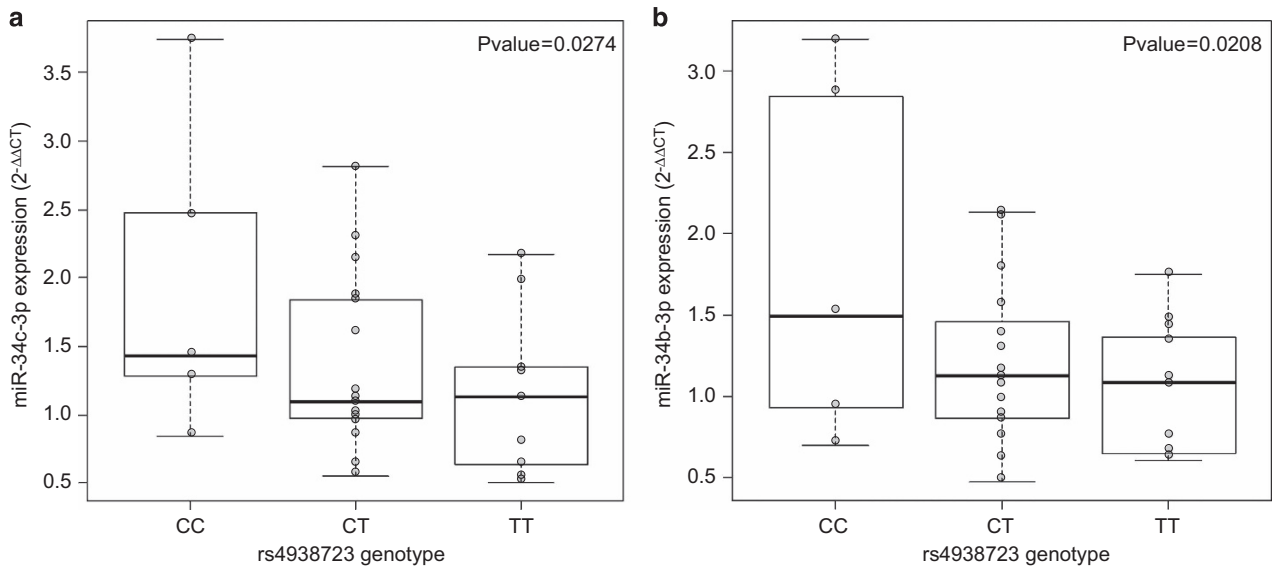 a
Pvalue=0.0274
miR-34c-3p expression (2-ΔΔCT)
3.5
3.0
2.5
2.0
1.5
1.0
0.5
CC
CT
TT
rs4938723 genotype
b
Pvalue=0.0208
miR-34b-3p expression (2-ΔΔCT)
3.0
2.5
2.0
1.5
1.0
0.5
CC
CT
TT
rs4938723 genotype